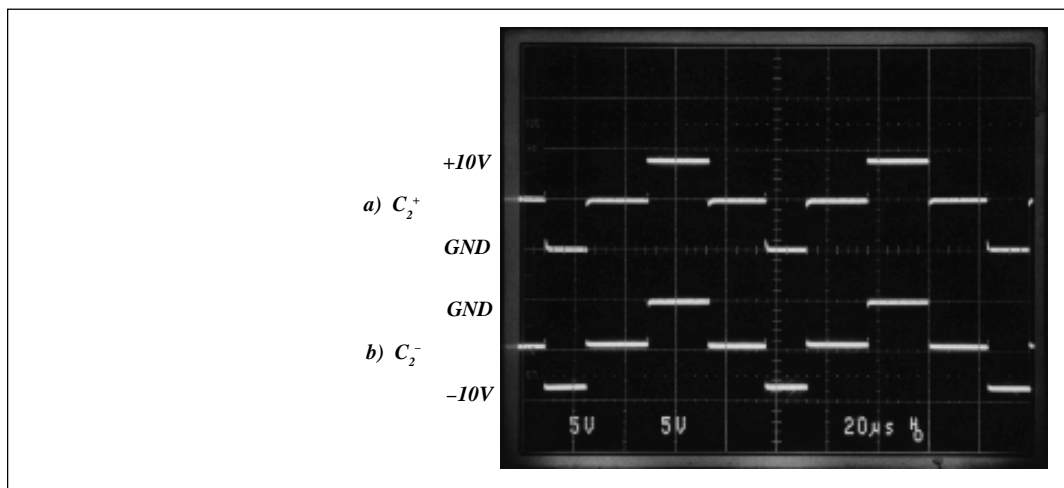 +10V
a) C₂⁺
GND
GND
b) C₂⁻
–10V
5V 5V 20µs